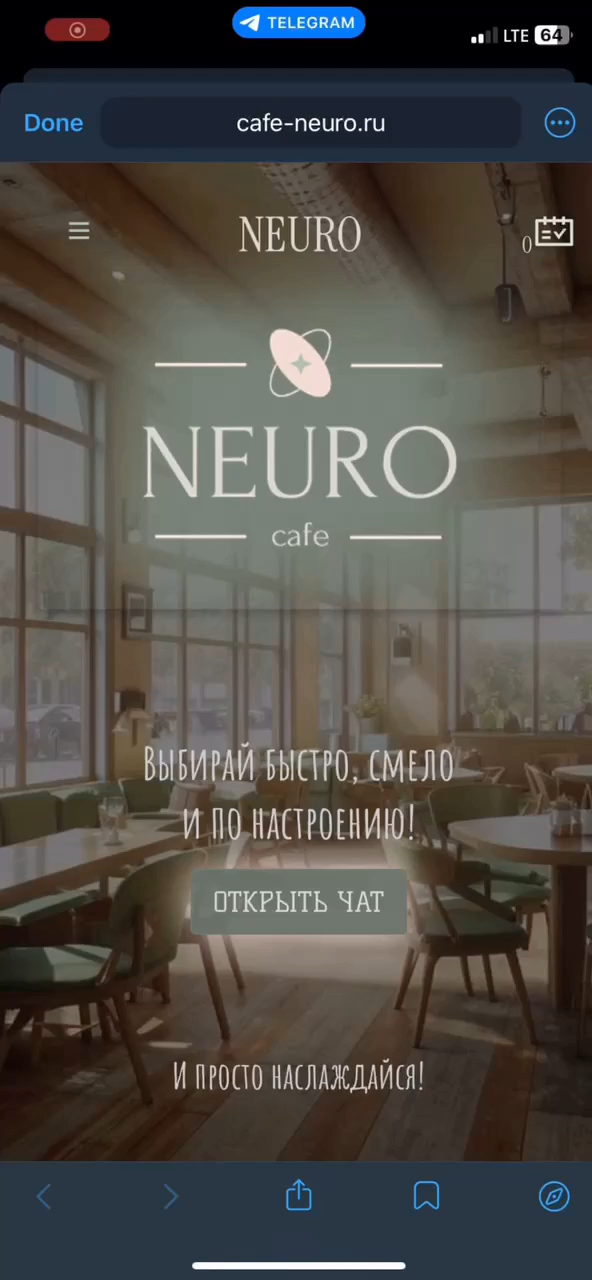 TELEGRAM
LTE 64
Done
cafe-neuro.ru
NEURO
0
NEURO
cafe
Выбирай быстро, смело
и по настроению!
ОТКРЫТЬ ЧАТ
И просто наслаждайся!